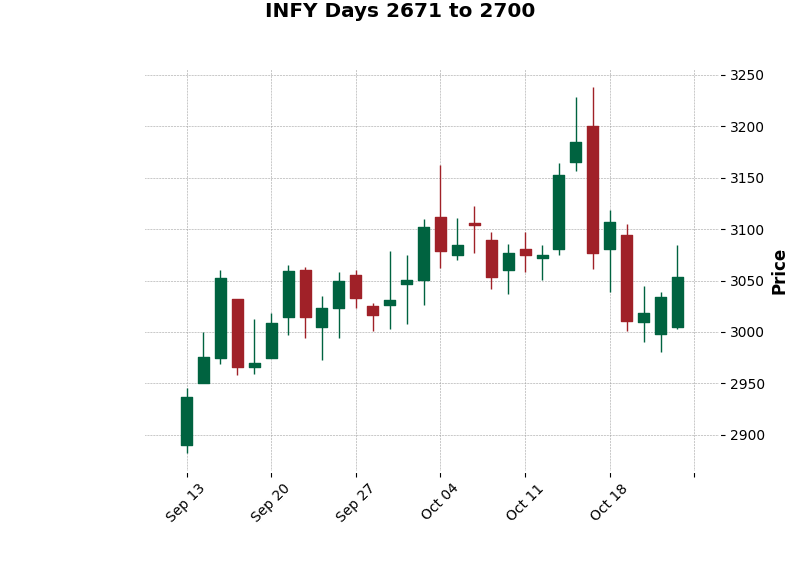 INFY Days 2671 to 2700
3250
3200
3150
3100
3050
3000
2950
2900
Price
Sep 13
Sep 20
Sep 27
Oct 04
Oct 11
Oct 18